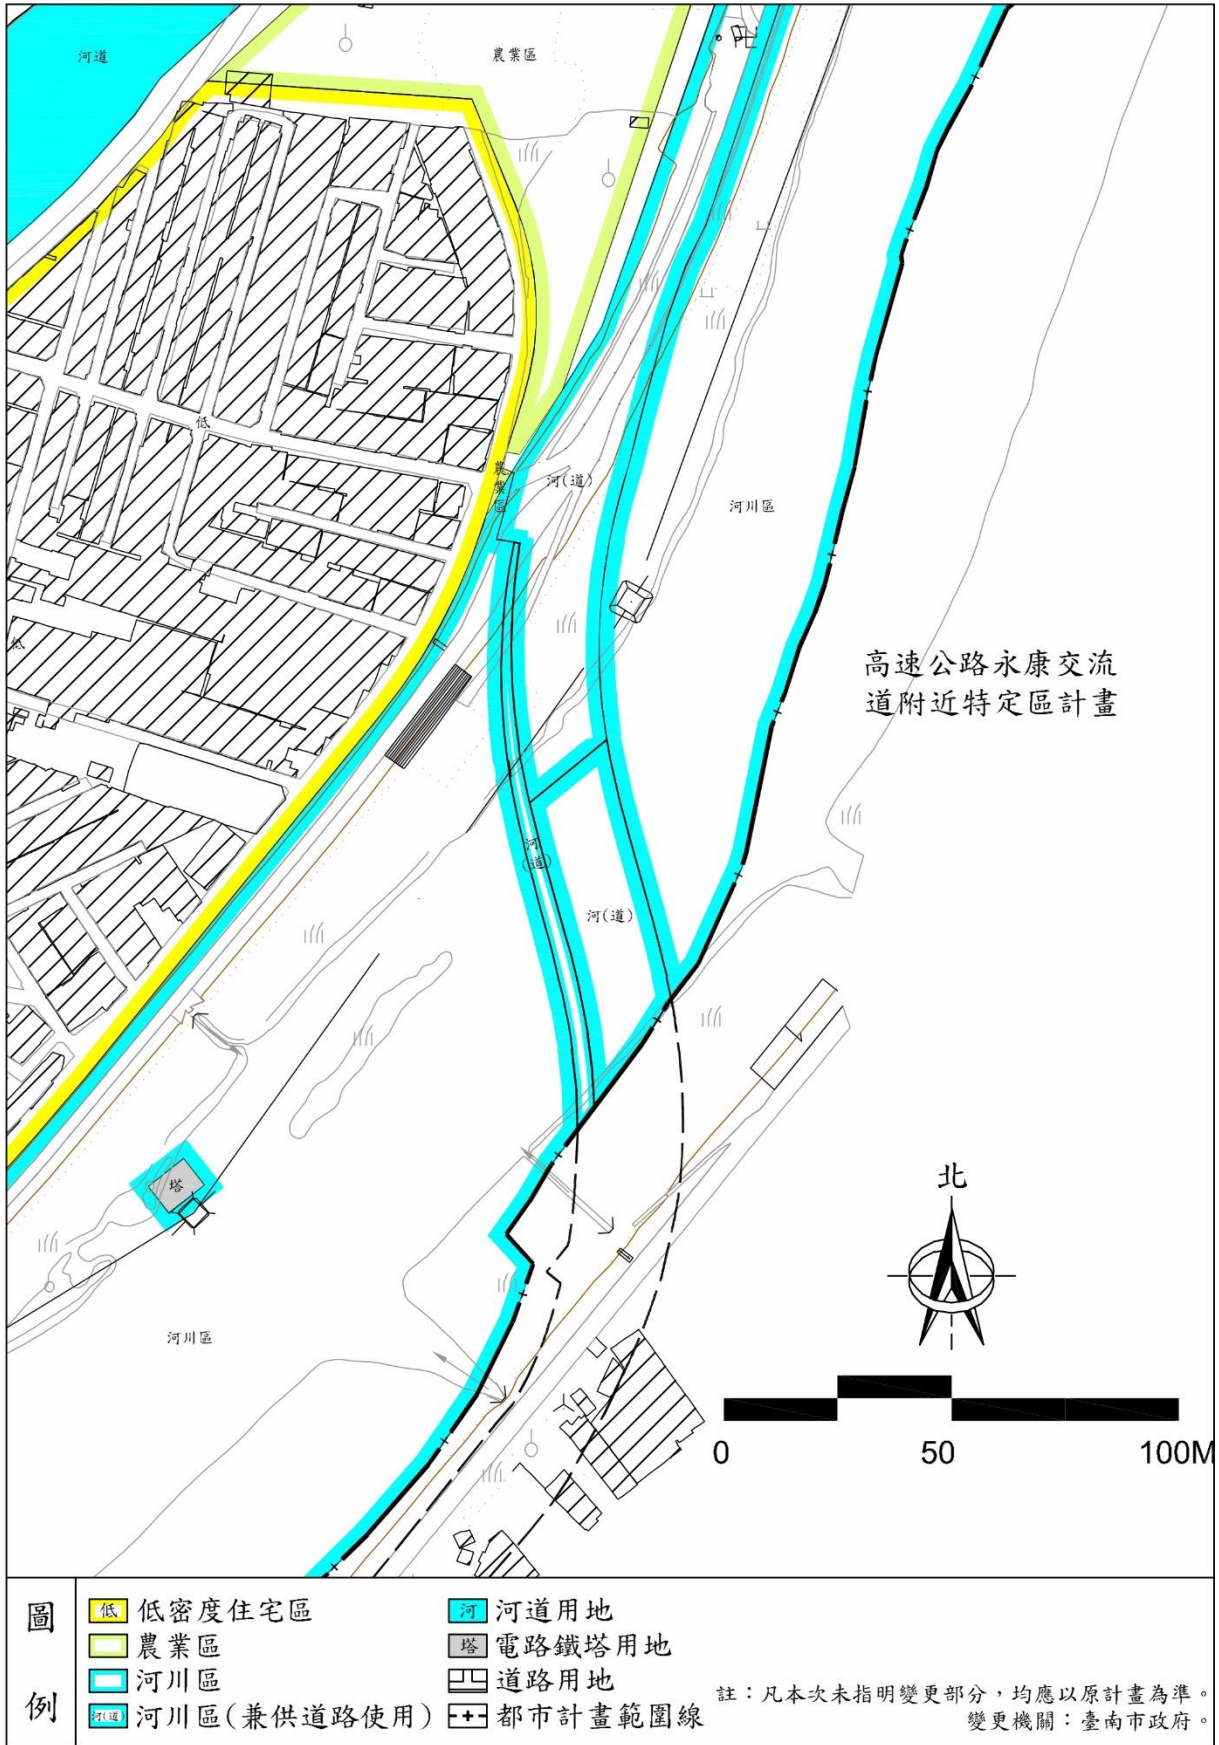 河道
農業區
低
農業區
河(道)
河川區
低
高速公路永康交流
道附近特定區計畫
河(道)
河(道)
塔
北
河川區
0 50 100M
圖例
低 低密度住宅區
農業區
河川區
河(道) 河川區(兼供道路使用)
河 河道用地
塔 電路鐵塔用地
道路用地
都市計畫範圍線
註：凡本次未指明變更部分，均應以原計畫為準。
變更機關：臺南市政府。